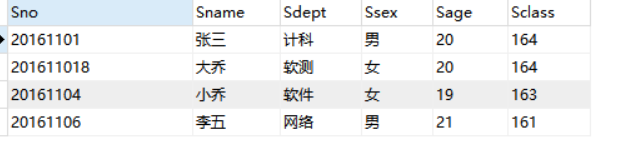 Sno Sname Sdept Ssex Sage Sclass
20161101 张三 计科 男 20 164
201611018 大乔 软测 女 20 164
20161104 小乔 软件 女 19 163
20161106 李五 网络 男 21 161